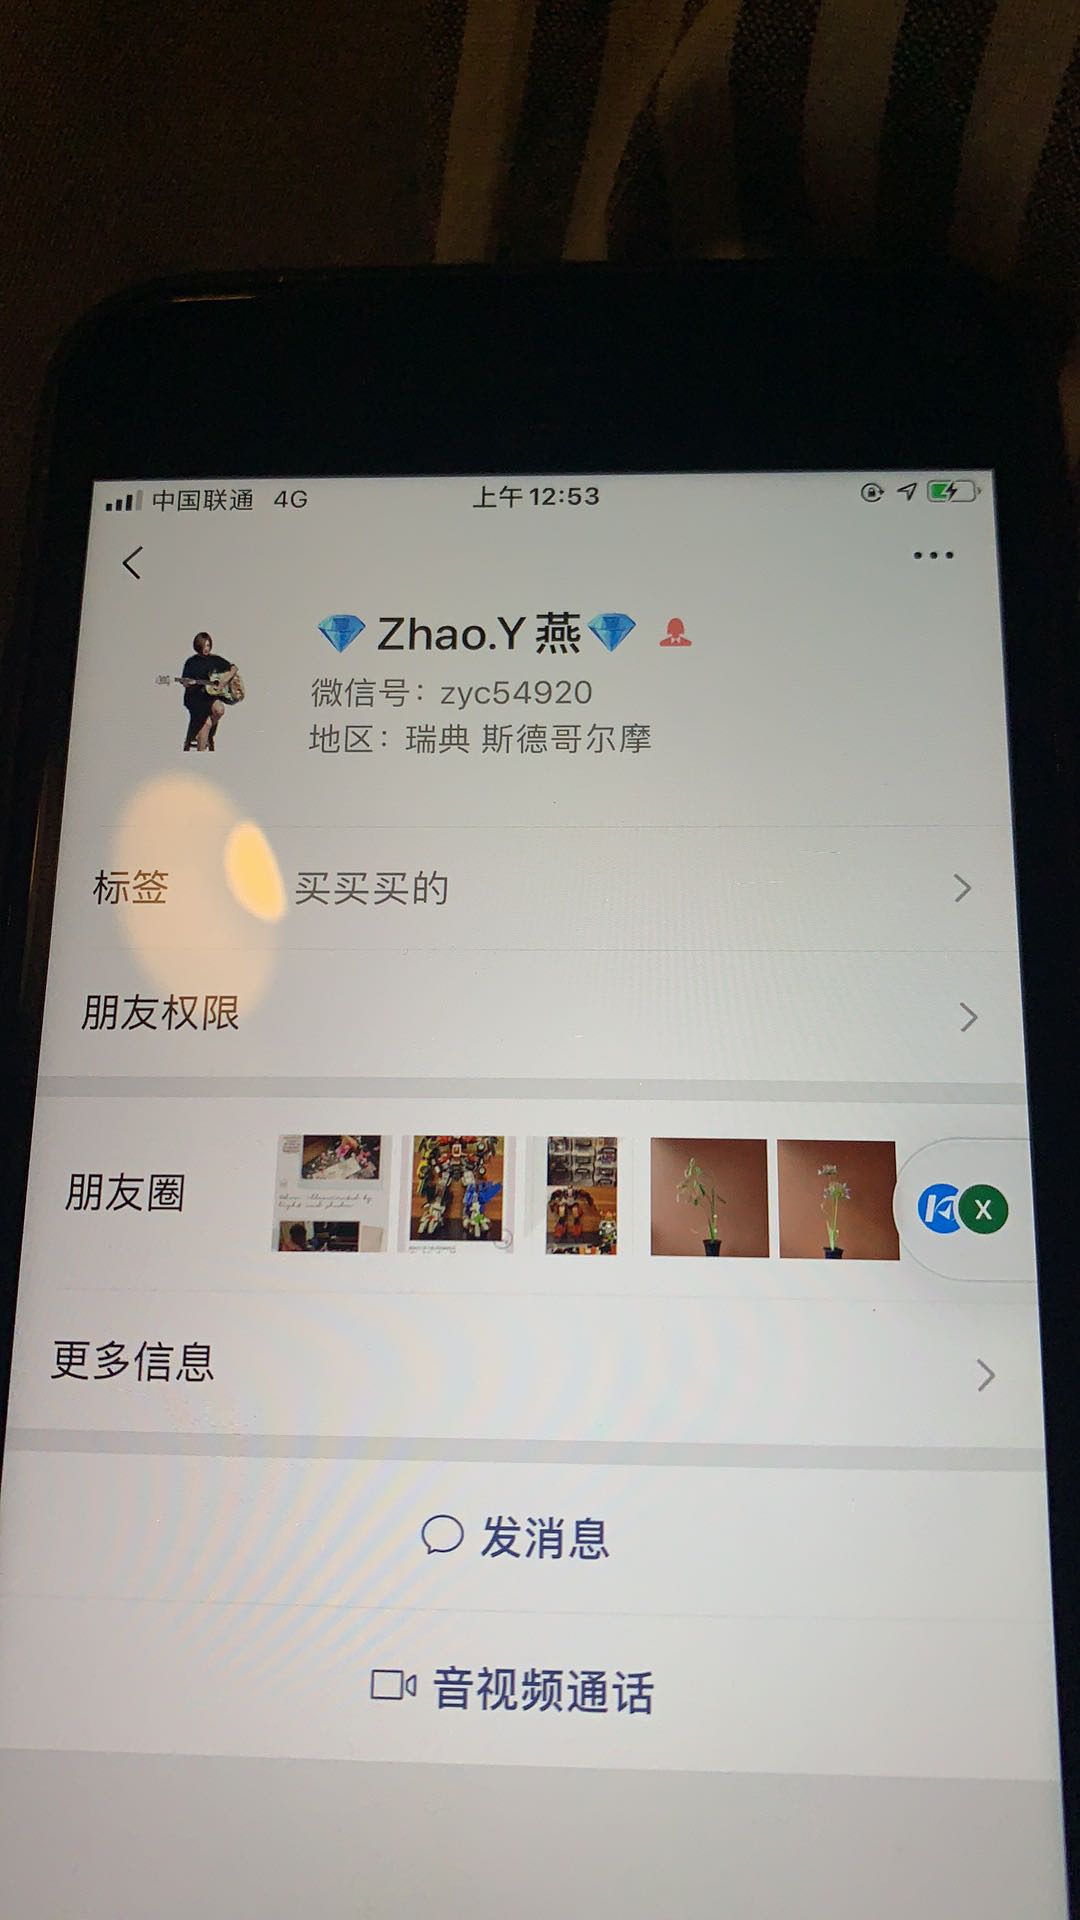 中国联通 4G 上午12:53
💎 Zhao.Y燕💎
微信号：zyc54920
地区：瑞典 斯德哥尔摩
标签 买买买的
朋友权限
朋友圈
X
更多信息
发消息
音视频通话